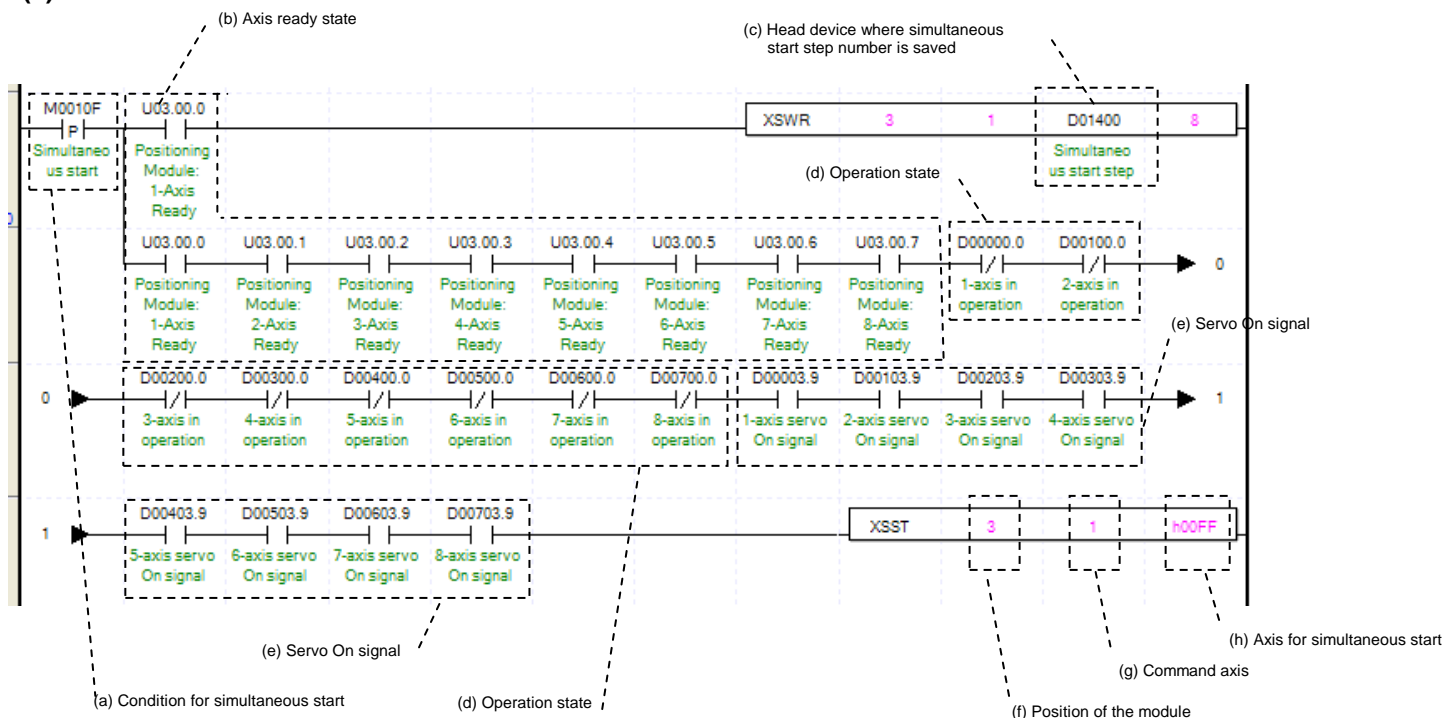 (b) Axis ready state
(c) Head device where simultaneous
start step number is saved
M0010F U03.00.0
P
XSWR 3 1 D01400 8
Simultaneo
us start
Positioning
Module:
1-Axis
Ready
Simultaneo
us start step
(d) Operation state
U03.00.0 U03.00.1 U03.00.2 U03.00.3 U03.00.4 U03.00.5 U03.00.6 U03.00.7 D00000.0 D00100.0
0
Positioning Positioning Positioning Positioning Positioning Positioning Positioning Positioning 1-axis in 2-axis in
Module: Module: Module: Module: Module: Module: Module: Module: operation operation
1-Axis 2-Axis 3-Axis 4-Axis 5-Axis 6-Axis 7-Axis 8-Axis
Ready Ready Ready Ready Ready Ready Ready Ready
(e) Servo On signal
D00200.0 D00300.0 D00400.0 D00500.0 D00600.0 D00700.0 D00003.9 D00103.9 D00203.9 D00303.9
0 1
3-axis in 4-axis in 5-axis in 6-axis in 7-axis in 8-axis in 1-axis servo 2-axis servo 3-axis servo 4-axis servo
operation operation operation operation operation operation On signal On signal On signal On signal
D00403.9 D00503.9 D00603.9 D00703.9
1 XSST 3 1 h00FF
5-axis servo 6-axis servo 7-axis servo 8-axis servo
On signal On signal On signal On signal
(h) Axis for simultaneous start
(e) Servo On signal
(g) Command axis
(a) Condition for simultaneous start
(d) Operation state
(f) Position of the module